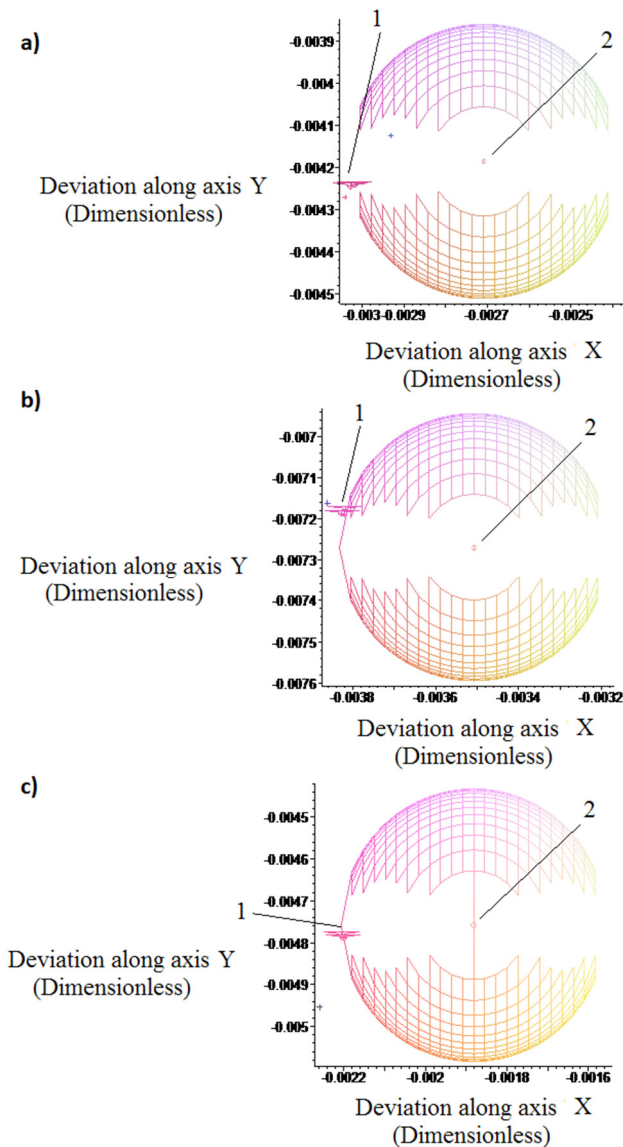 a)
1
2
-0.0039
-0.004
-0.0041
-0.0042
-0.0043
-0.0044
-0.0045
Deviation along axis Y
(Dimensionless)
-0.003 -0.0029 -0.0027 -0.0025
Deviation along axis X
(Dimensionless)
b)
1
2
-0.007
-0.0071
-0.0072
-0.0073
-0.0074
-0.0075
-0.0076
Deviation along axis Y
(Dimensionless)
-0.0038 -0.0036 -0.0034 -0.0032
Deviation along axis X
(Dimensionless)
c)
1
2
-0.0045
-0.0046
-0.0047
-0.0048
-0.0049
-0.005
Deviation along axis Y
(Dimensionless)
-0.0022 -0.002 -0.0018 -0.0016
Deviation along axis X
(Dimensionless)